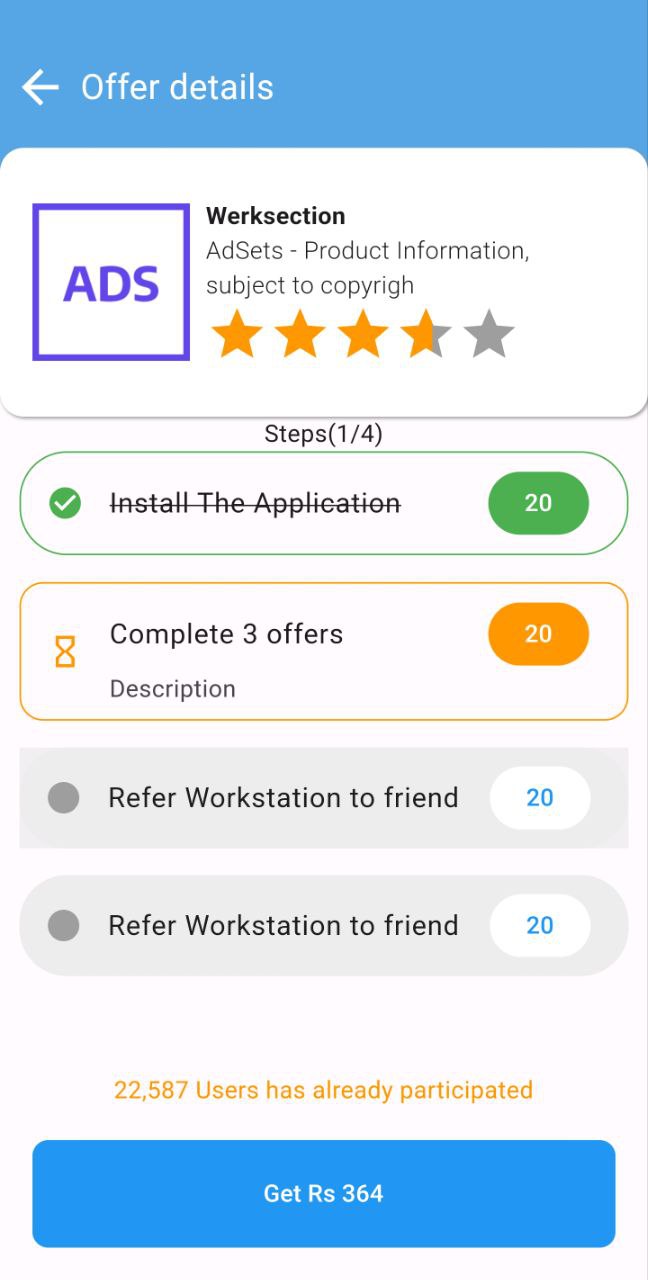 Offer details
Werksection
ADS
AdSets - Product Information,
subject to copyrigh
Steps(1/4)
Install The Application
20
Complete 3 offers
20
Description
Refer Workstation to friend
20
Refer Workstation to friend
20
22,587 Users has already participated
Get Rs 364